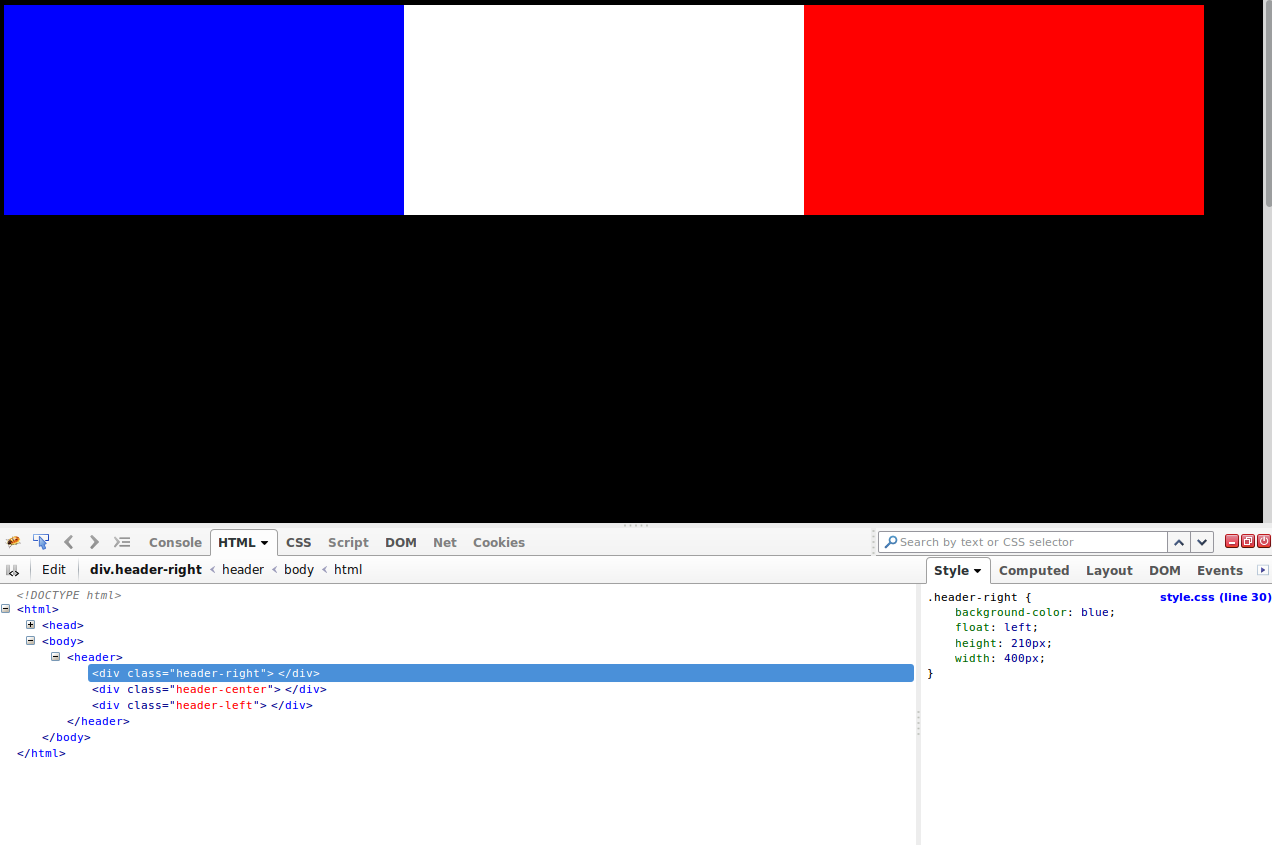 Console HTML CSS Script DOM Net Cookies Search by text or CSS selector
Edit div.header-right < header < body < html Style Computed Layout DOM Events
<!DOCTYPE html>
<html>
<head>
<body>
<header>
<div class="header-right"> </div>
<div class="header-center"> </div>
<div class="header-left"> </div>
</header>
</body>
</html>
.header-right { style.css (line 30)
background-color: blue;
float: left;
height: 210px;
width: 400px;
}